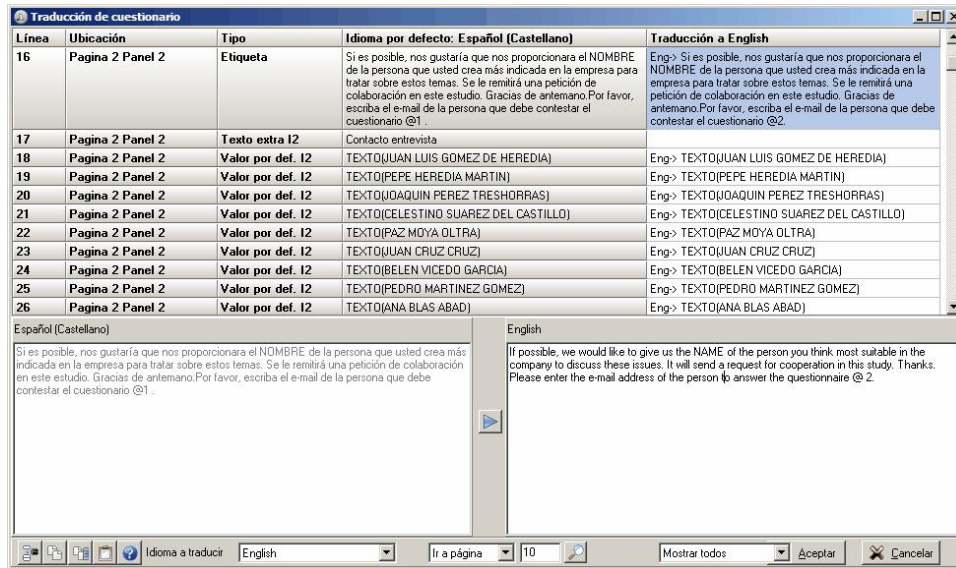 Traducción de cuestionario
Línea Ubicación Tipo Idioma por defecto: Español (Castellano) Traducción a English
16 Pagina 2 Panel 2 Etiqueta
Si es posible, nos gustaría que nos proporcionara el NOMBRE
de la persona que usted crea más indicada en la empresa para
tratar sobre estos temas. Se le remitirá una petición de
colaboración en este estudio. Gracias de antemano.Por favor,
escriba el e-mail de la persona que debe contestar el
cuestionario @1 .
Eng-> Si es posible, nos gustaría que nos proporcionara el
NOMBRE de la persona que usted crea más indicada en la
empresa para tratar sobre estos temas. Se le remitirá una
petición de colaboración en este estudio. Gracias de
antemano.Por favor, escriba el e-mail de la persona que debe
contestar el cuestionario @2.
17 Pagina 2 Panel 2 Texto extra I2 Contacto entrevista
18 Pagina 2 Panel 2 Valor por def. I2 TEXTO(JUAN LUIS GOMEZ DE HEREDIA) Eng-> TEXTO(JUAN LUIS GOMEZ DE HEREDIA)
19 Pagina 2 Panel 2 Valor por def. I2 TEXTO(PEPE HEREDIA MARTIN) Eng-> TEXTO(PEPE HEREDIA MARTIN)
20 Pagina 2 Panel 2 Valor por def. I2 TEXTO(JOAQUIN PEREZ TRESHORRAS) Eng-> TEXTO(JOAQUIN PEREZ TRESHORRAS)
21 Pagina 2 Panel 2 Valor por def. I2 TEXTO(CELESTINO SUAREZ DEL CASTILLO) Eng-> TEXTO(CELESTINO SUAREZ DEL CASTILLO)
22 Pagina 2 Panel 2 Valor por def. I2 TEXTO(PAZ MOYA OLTRA) Eng-> TEXTO(PAZ MOYA OLTRA)
23 Pagina 2 Panel 2 Valor por def. I2 TEXTO(JUAN CRUZ CRUZ) Eng-> TEXTO(JUAN CRUZ CRUZ)
24 Pagina 2 Panel 2 Valor por def. I2 TEXTO(BELEN VICEDO GARCIA) Eng-> TEXTO(BELEN VICEDO GARCIA)
25 Pagina 2 Panel 2 Valor por def. I2 TEXTO(PEDRO MARTINEZ GOMEZ) Eng-> TEXTO(PEDRO MARTINEZ GOMEZ)
26 Pagina 2 Panel 2 Valor por def. I2 TEXTO(ANA BLAS ABAD) Eng-> TEXTO(ANA BLAS ABAD)
Español (Castellano)
Si es posible, nos gustaría que nos proporcionara el NOMBRE de la persona que usted crea más
indicada en la empresa para tratar sobre estos temas. Se le remitirá una petición de colaboración
en este estudio. Gracias de antemano.Por favor, escriba el e-mail de la persona que debe
contestar el cuestionario @1 .
English
If possible, we would like to give us the NAME of the person you think most suitable in the
company to discuss these issues. It will send a request for cooperation in this study. Thanks.
Please enter the e-mail address of the person to answer the questionnaire @ 2.
Idioma a traducir English Ir a página 10 Mostrar todos Aceptar Cancelar